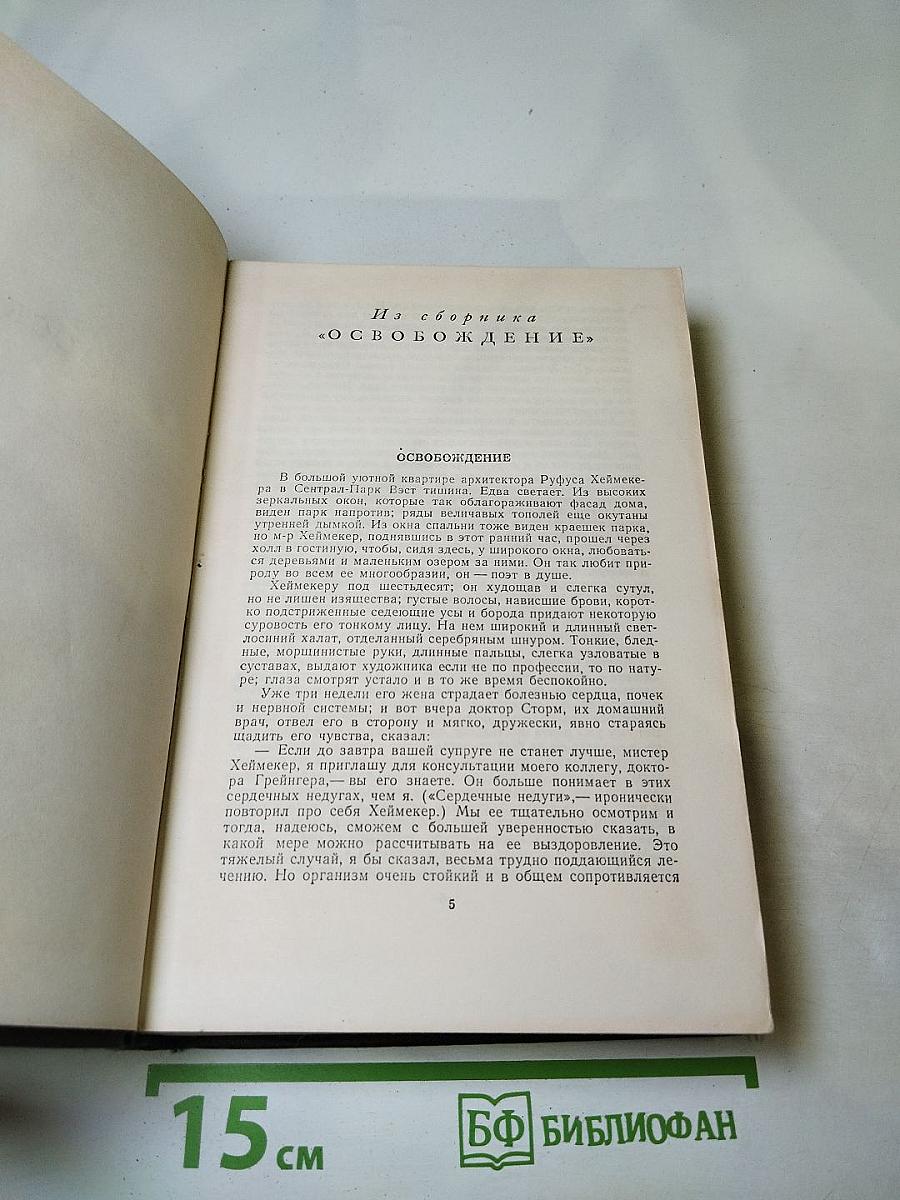 Из сборника
«ОСВОБОЖДЕНИЕ»
ОСВОБОЖДЕНИЕ
В большой уютной квартире архитектора Руфуса Хеймеке-
ра в Сентрал-Парк Вэст тишина. Едва светает. Из высоких
зеркальных окон, которые так облагораживают фасад дома,
виден парк напротив; ряды величавых тополей еще окутаны
утренней дымкой. Из окна спальни тоже виден краешек парка,
но м-р Хеймекер, поднявшись в этот ранний час, прошел через
холл в гостиную, чтобы, сидя здесь, у широкого окна, любовать-
ся деревьями и маленьким озером за ними. Он так любит при-
роду во всем ее многообразии, он — поэт в душе.
Хеймекеру под шестьдесят; он худощав и слегка сутул,
но не лишен изящества; густые волосы, нависшие брови, корот-
ко подстриженные седеющие усы и борода придают некоторую
суровость его тонкому лицу. На нем широкий и длинный свет-
лосиний халат, отделанный серебряным шнуром. Тонкие, блед-
ные, морщинистые руки, длинные пальцы, слегка узловатые в
суставах, выдают художника если не по профессии, то по нату-
ре; глаза смотрят устало и в то же время беспокойно.
Уже три недели его жена страдает болезнью сердца, почек
и нервной системы; и вот вчера доктор Сторм, их домашний
врач, отвел его в сторону и мягко, дружески, явно стараясь
щадить его чувства, сказал:
— Если до завтра вашей супруге не станет лучше, мистер
Хеймекер, я приглашу для консультации моего коллегу, докто-
ра Грейнгера,— вы его знаете. Он больше понимает в этих
сердечных недугах, чем я. («Сердечные недуги»,— иронически
повторил про себя Хеймекер.) Мы ее тщательно осмотрим и
тогда, надеюсь, сможем с большей уверенностью сказать, в
какой мере можно рассчитывать на ее выздоровление. Это
тяжелый случай, я бы сказал, весьма трудно поддающийся ле-
чению. Но организм очень стойкий и в общем сопротивляется
5
15 см
БФ БИБЛИОФАН